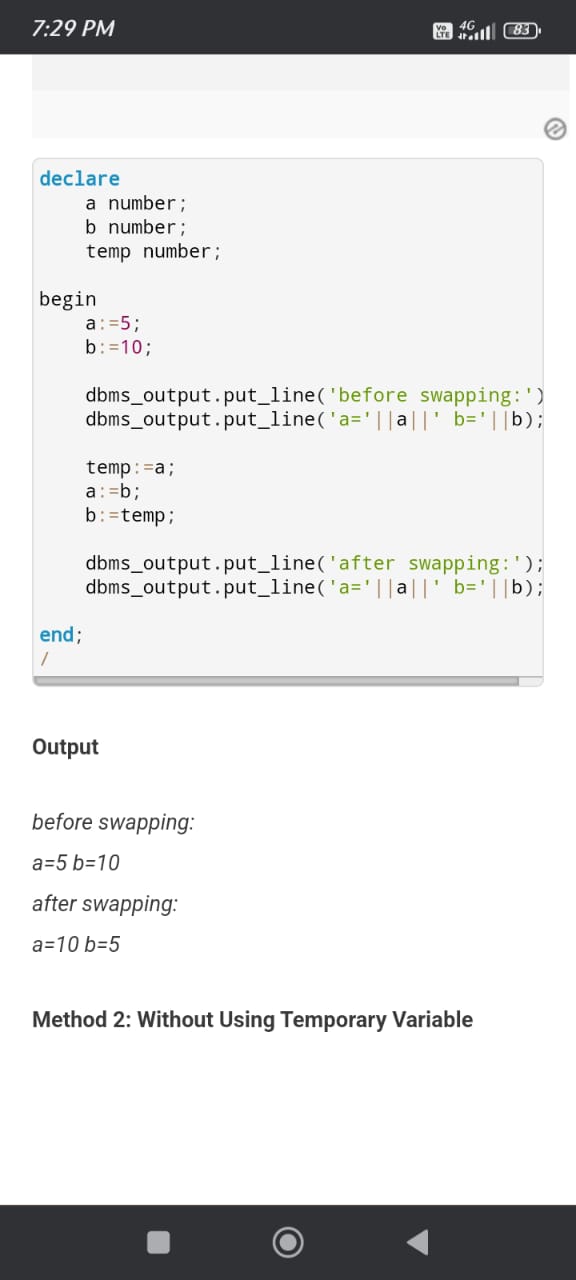 7:29 PM
Vo LTE 4G 83
declare
    a number;
    b number;
    temp number;
begin
    a:=5;
    b:=10;
    dbms_output.put_line('before swapping:')
    dbms_output.put_line('a='||a||' b='||b);
    temp:=a;
    a:=b;
    b:=temp;
    dbms_output.put_line('after swapping:');
    dbms_output.put_line('a='||a||' b='||b);
end;
/
Output
before swapping:
a=5 b=10
after swapping:
a=10 b=5
Method 2: Without Using Temporary Variable